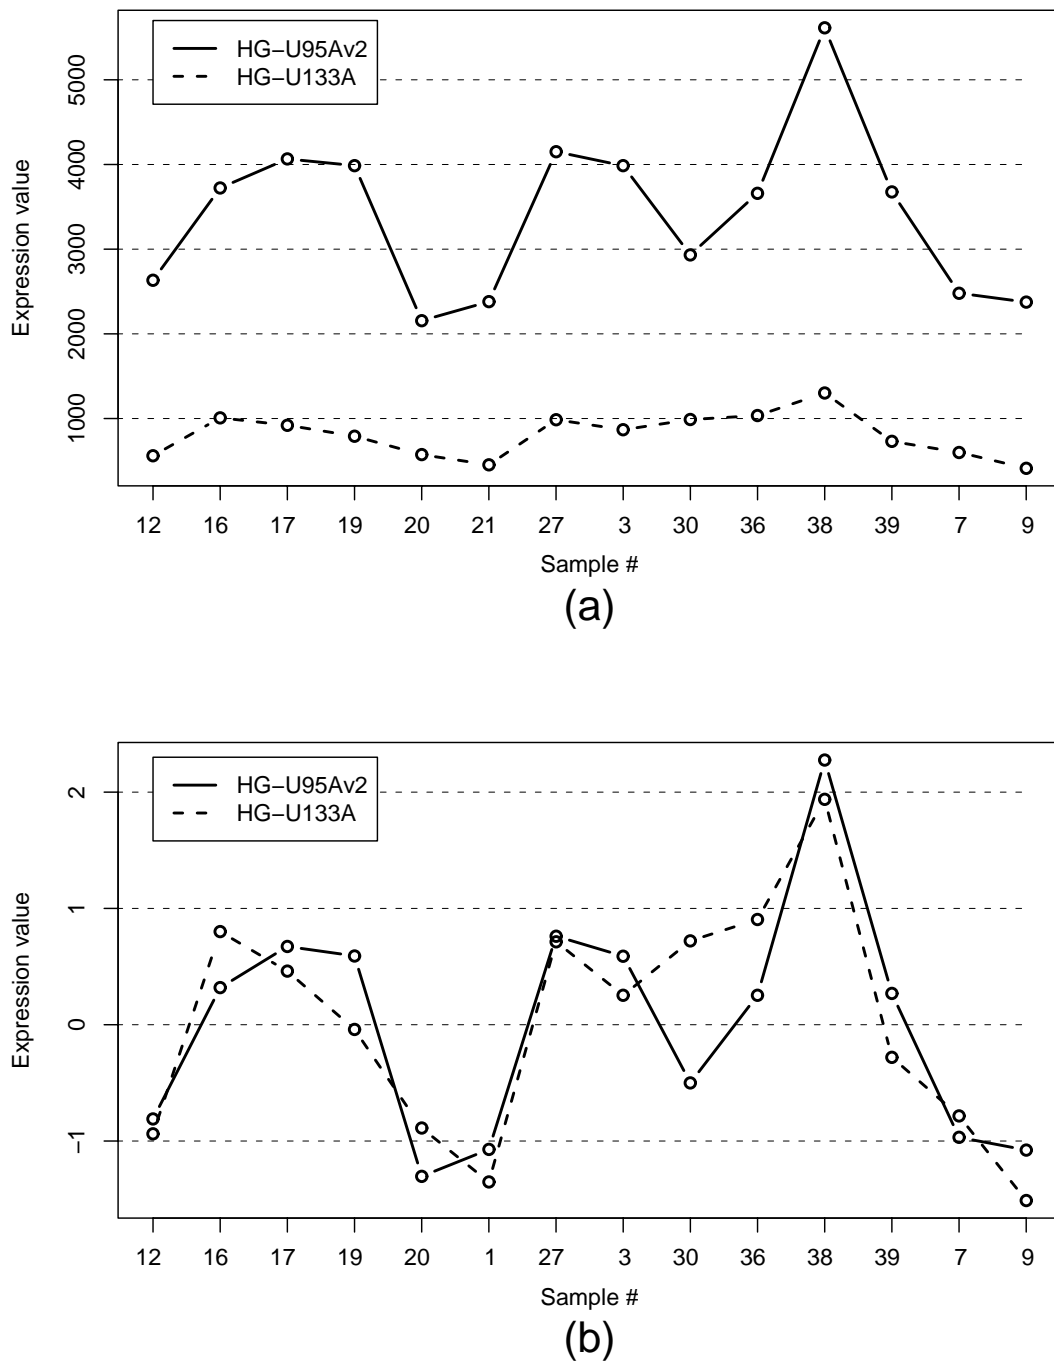 HG−U95Av2
HG−U133A
5000
4000
3000
2000
1000
Expression value
12 16 17 19 20 21 27 3 30 36 38 39 7 9
Sample #
(a)
HG−U95Av2
HG−U133A
2
1
0
−1
Expression value
12 16 17 19 20 1 27 3 30 36 38 39 7 9
Sample #
(b)